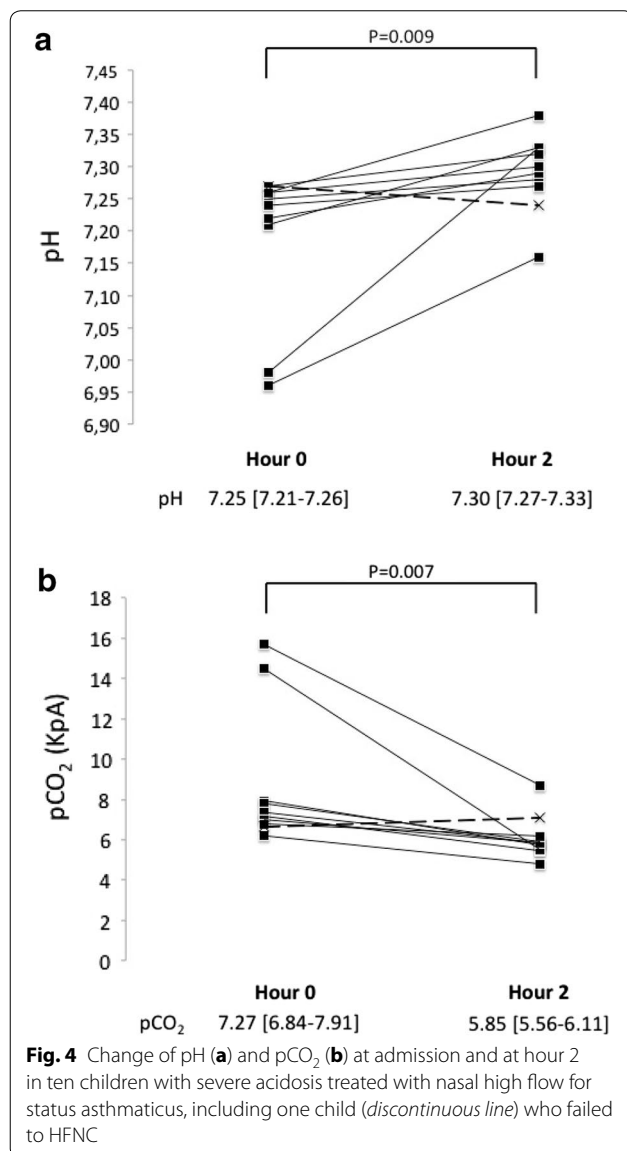 a
P=0.009
7,45
7,40
7,35
7,30
7,25
7,20
7,15
7,10
7,05
7,00
6,95
6,90
pH
Hour 0 Hour 2
pH 7.25 [7.21-7.26] 7.30 [7.27-7.33]
b
P=0.007
18
16
14
12
10
8
6
4
2
0
pCO₂ (KpA)
Hour 0 Hour 2
pCO₂ 7.27 [6.84-7.91] 5.85 [5.56-6.11]
Fig. 4 Change of pH (a) and pCO₂ (b) at admission and at hour 2
in ten children with severe acidosis treated with nasal high flow for
status asthmaticus, including one child (discontinuous line) who failed
to HFNC